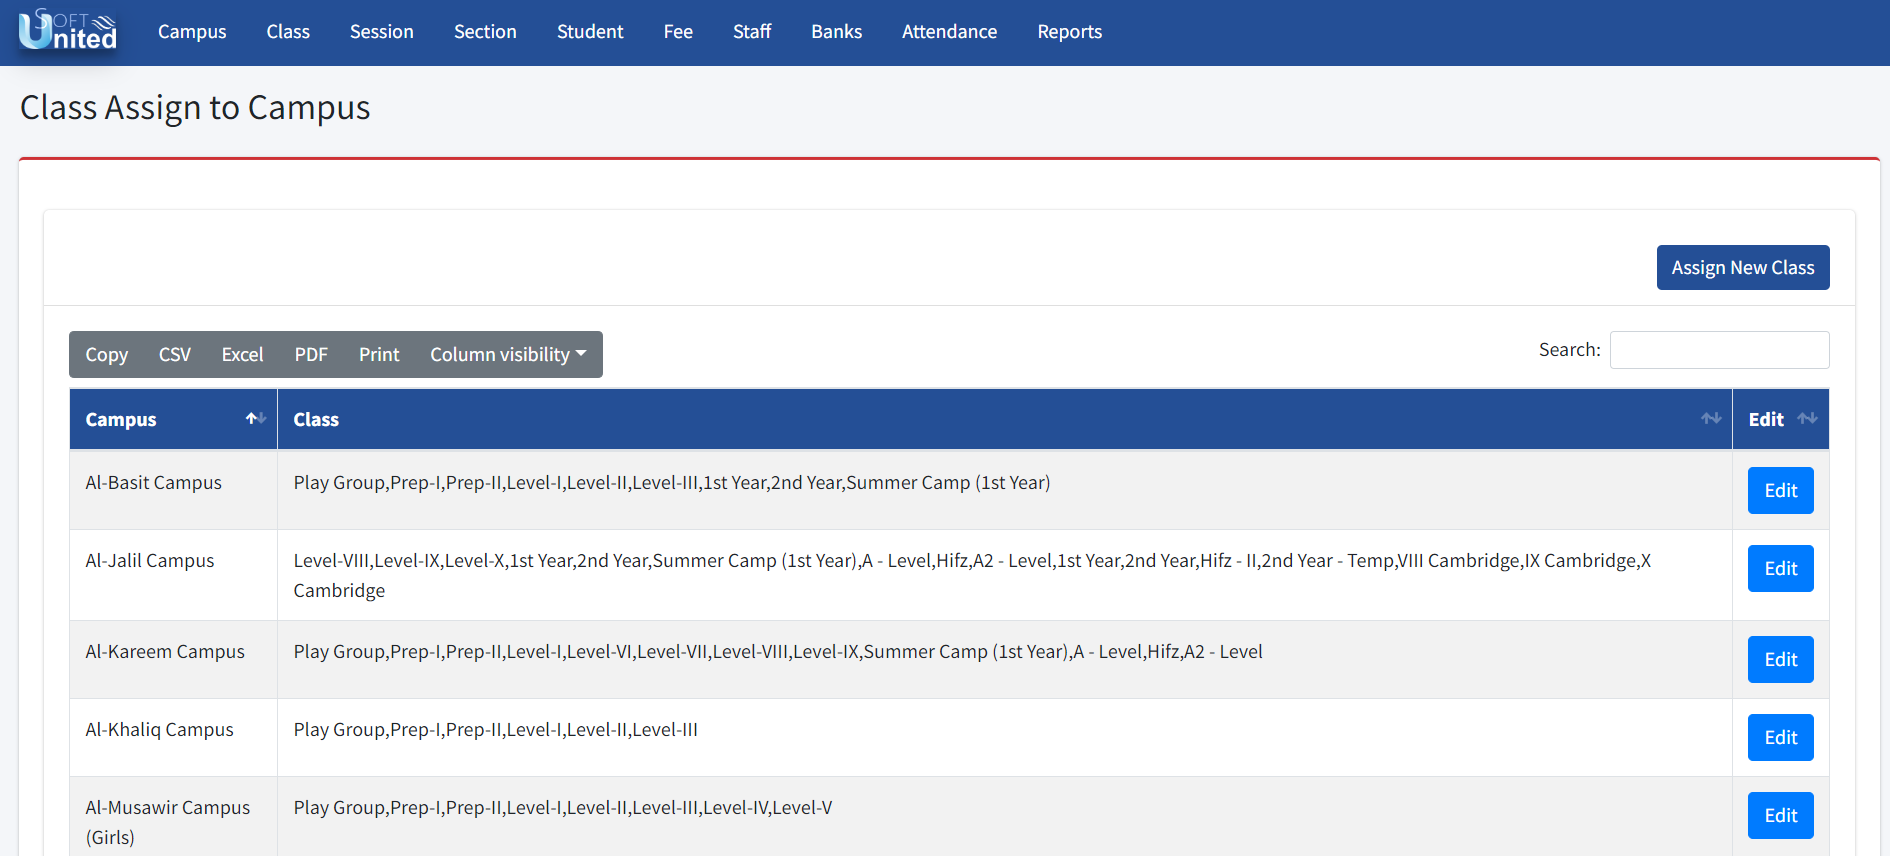 SOFT
United
Campus Class Session Section Student Fee Staff Banks Attendance Reports
Class Assign to Campus
Assign New Class
Copy CSV Excel PDF Print Column visibility
Search:
Campus Class Edit
Al-Basit Campus Play Group,Prep-I,Prep-II,Level-I,Level-II,Level-III,1st Year,2nd Year,Summer Camp (1st Year) Edit
Al-Jalil Campus Level-VIII,Level-IX,Level-X,1st Year,2nd Year,Summer Camp (1st Year),A - Level,Hifz,A2 - Level,1st Year,2nd Year,Hifz - II,2nd Year - Temp,VIII Cambridge,IX Cambridge,X Edit
Cambridge
Al-Kareem Campus Play Group,Prep-I,Prep-II,Level-I,Level-VI,Level-VII,Level-VIII,Level-IX,Summer Camp (1st Year),A - Level,Hifz,A2 - Level Edit
Al-Khaliq Campus Play Group,Prep-I,Prep-II,Level-I,Level-II,Level-III Edit
Al-Musawir Campus Play Group,Prep-I,Prep-II,Level-I,Level-II,Level-III,Level-IV,Level-V Edit
(Girls)